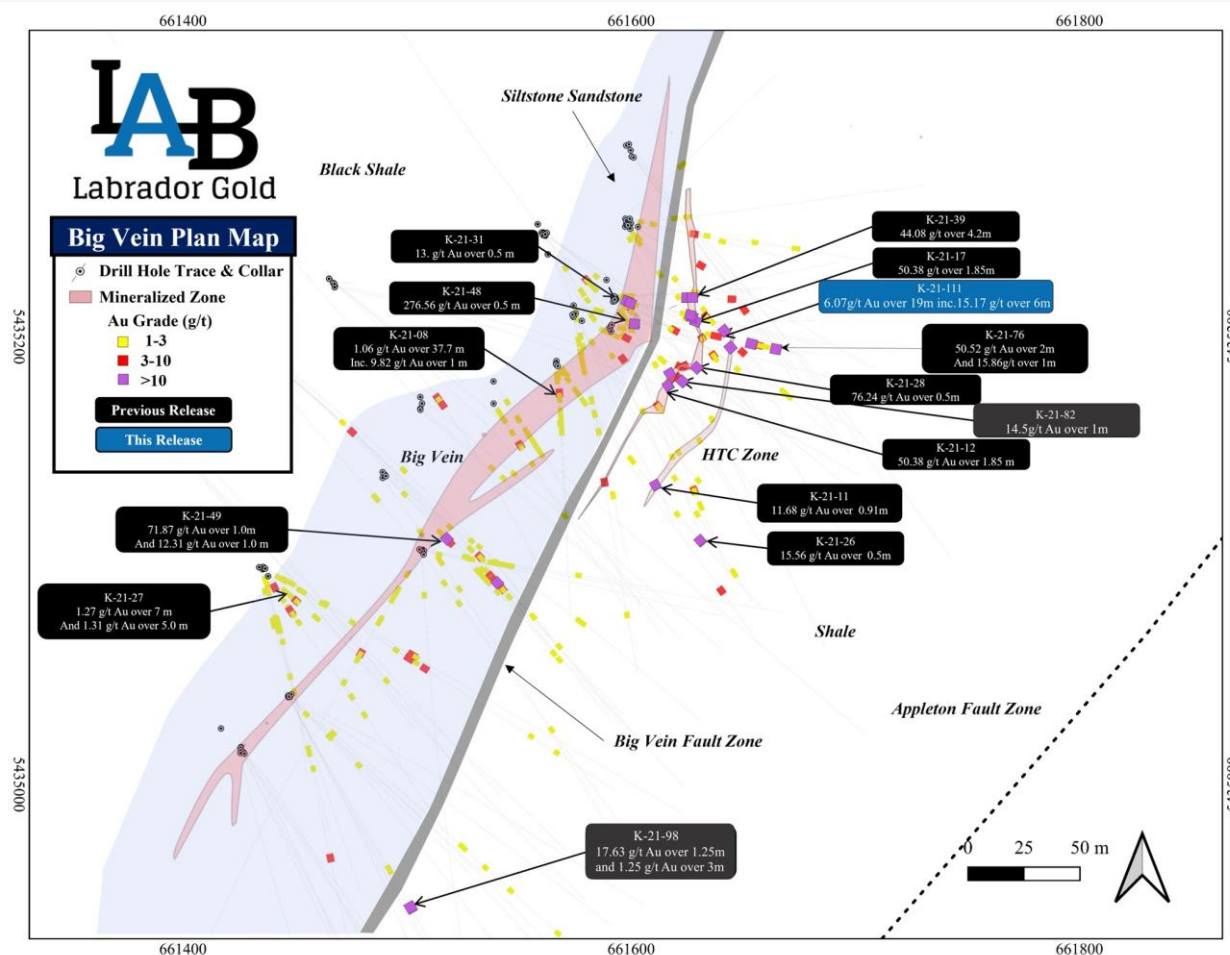 661400
661600
661800
LAB
Labrador Gold
Big Vein Plan Map
Drill Hole Trace & Collar
Mineralized Zone
Au Grade (g/t)
1-3
3-10
>10
Previous Release
This Release
Siltstone Sandstone
Black Shale
K-21-31
13. g/t Au over 0.5 m
K-21-48
276.56 g/t Au over 0.5 m
K-21-08
1.06 g/t Au over 37.7 m
Inc. 9.82 g/t Au over 1 m
K-21-39
44.08 g/t over 4.2m
K-21-17
50.38 g/t over 1.85m
K-21-111
6.07g/t Au over 19m inc.15.17 g/t over 6m
K-21-76
50.52 g/t Au over 2m
And 15.86g/t over 1m
K-21-28
76.24 g/t Au over 0.5m
K-21-82
14.5g/t Au over 1m
K-21-12
50.38 g/t Au over 1.85 m
5435200
5435200
Big Vein
HTC Zone
K-21-11
11.68 g/t Au over 0.91m
K-21-26
15.56 g/t Au over 0.5m
K-21-49
71.87 g/t Au over 1.0m
And 12.31 g/t Au over 1.0 m
K-21-27
1.27 g/t Au over 7 m
And 1.31 g/t Au over 5.0 m
Shale
Appleton Fault Zone
Big Vein Fault Zone
5435000
5435000
K-21-98
17.63 g/t Au over 1.25m
and 1.25 g/t Au over 3m
0 25 50 m
661400
661600
661800